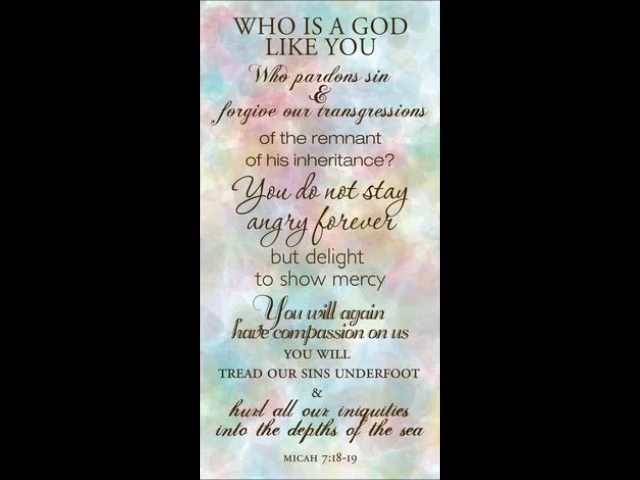 WHO IS A GOD
LIKE YOU
Who pardons sin
&
forgive our transgressions
of the remnant
of his inheritance?
You do not stay
angry forever
but delight
to show mercy
You will again
have compassion on us
YOU WILL
TREAD OUR SINS UNDERFOOT
&
hurl all our iniquities
into the depths of the sea
MICAH 7:18-19